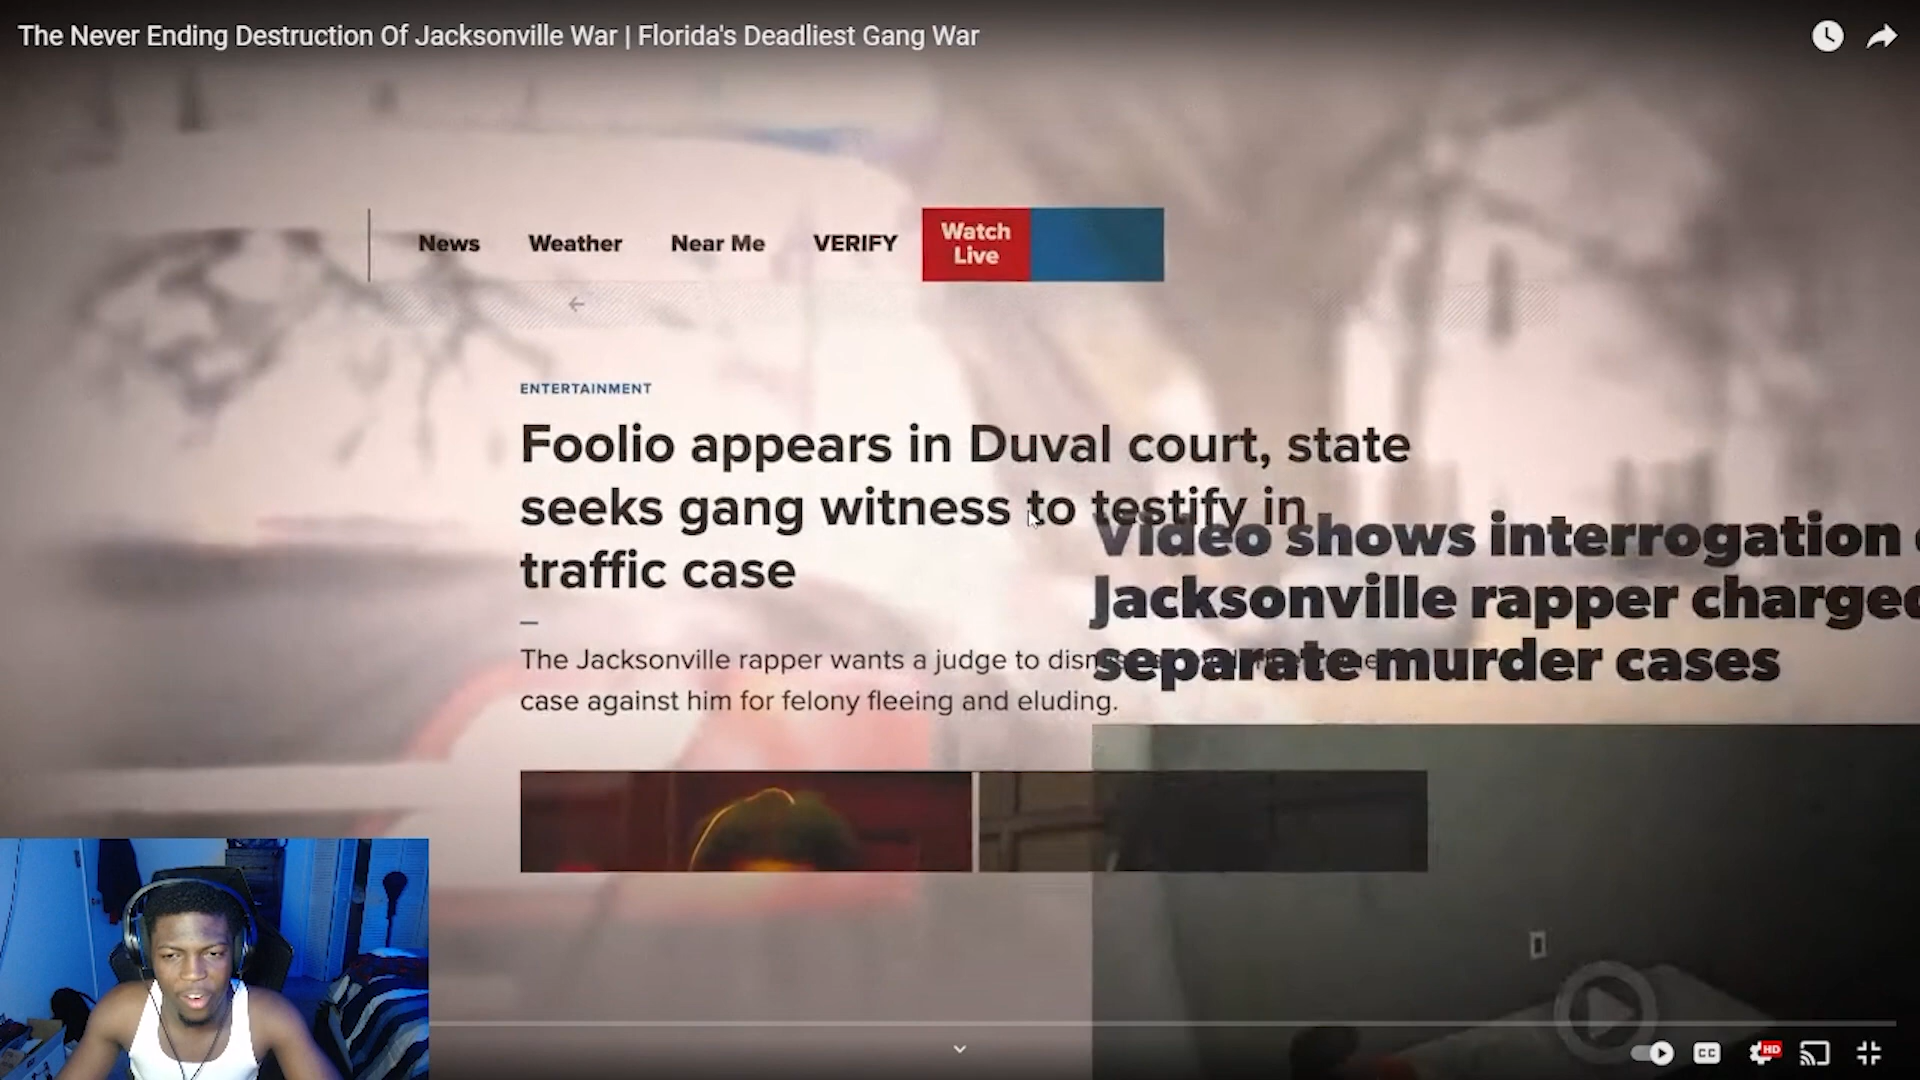 The Never Ending Destruction Of Jacksonville War | Florida's Deadliest Gang War
News Weather Near Me VERIFY Watch
Live
ENTERTAINMENT
Foolio appears in Duval court, state
seeks gang witness to testify in
traffic case
The Jacksonville rapper wants a judge to
case against him for felony fleeing and eluding.
Video shows interrogation
Jacksonville rapper charged
separate murder cases
CC
HD